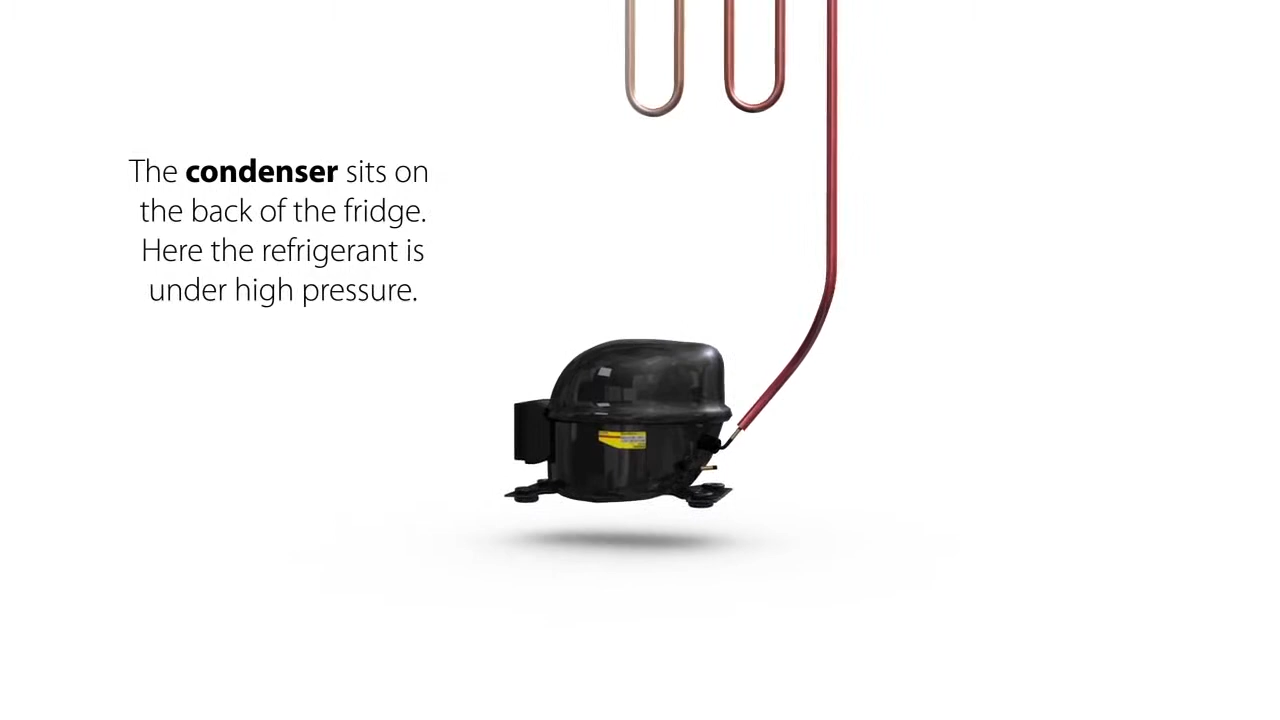 The condenser sits on
the back of the fridge.
Here the refrigerant is
under high pressure.